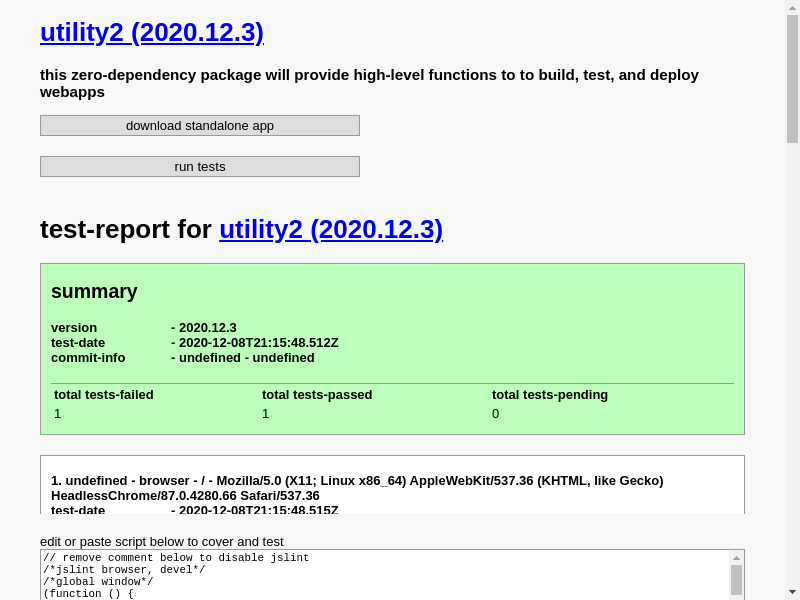 utility2 (2020.12.3)
this zero-dependency package will provide high-level functions to to build, test, and deploy
webapps
download standalone app
run tests
test-report for utility2 (2020.12.3)
summary
version - 2020.12.3
test-date - 2020-12-08T21:15:48.512Z
commit-info - undefined - undefined
total tests-failed total tests-passed total tests-pending
1 1 0
1. undefined - browser - / - Mozilla/5.0 (X11; Linux x86_64) AppleWebKit/537.36 (KHTML, like Gecko)
HeadlessChrome/87.0.4280.66 Safari/537.36
test-date - 2020-12-08T21:15:48.515Z
edit or paste script below to cover and test
// remove comment below to disable jslint
/*jslint browser, devel*/
/*global window*/
(function () {